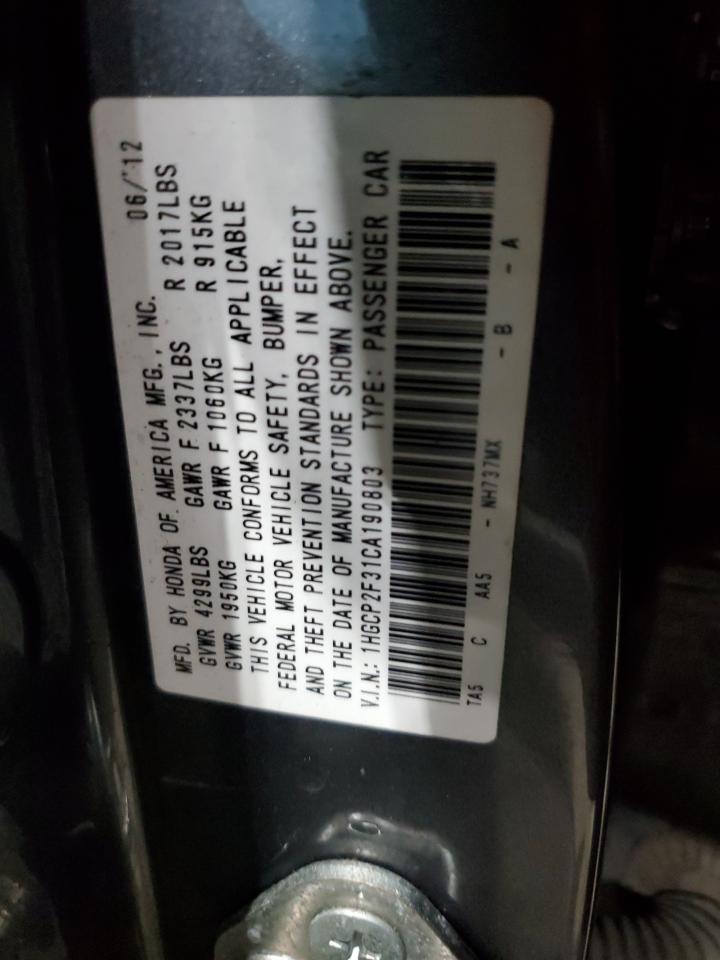 MFD. BY HONDA OF AMERICA MFG., INC. 06/'12
GVWR 4299LBS GAWR F 2337LBS R 2017LBS
GVWR 1950KG GAWR F 1060KG R 915KG
THIS VEHICLE CONFORMS TO ALL APPLICABLE
FEDERAL MOTOR VEHICLE SAFETY, BUMPER,
AND THEFT PREVENTION STANDARDS IN EFFECT
ON THE DATE OF MANUFACTURE SHOWN ABOVE.
V.I.N.: 1HGCP2F31CA190803 TYPE: PASSENGER CAR
TA5 C AA5 - NH737MX - B - A